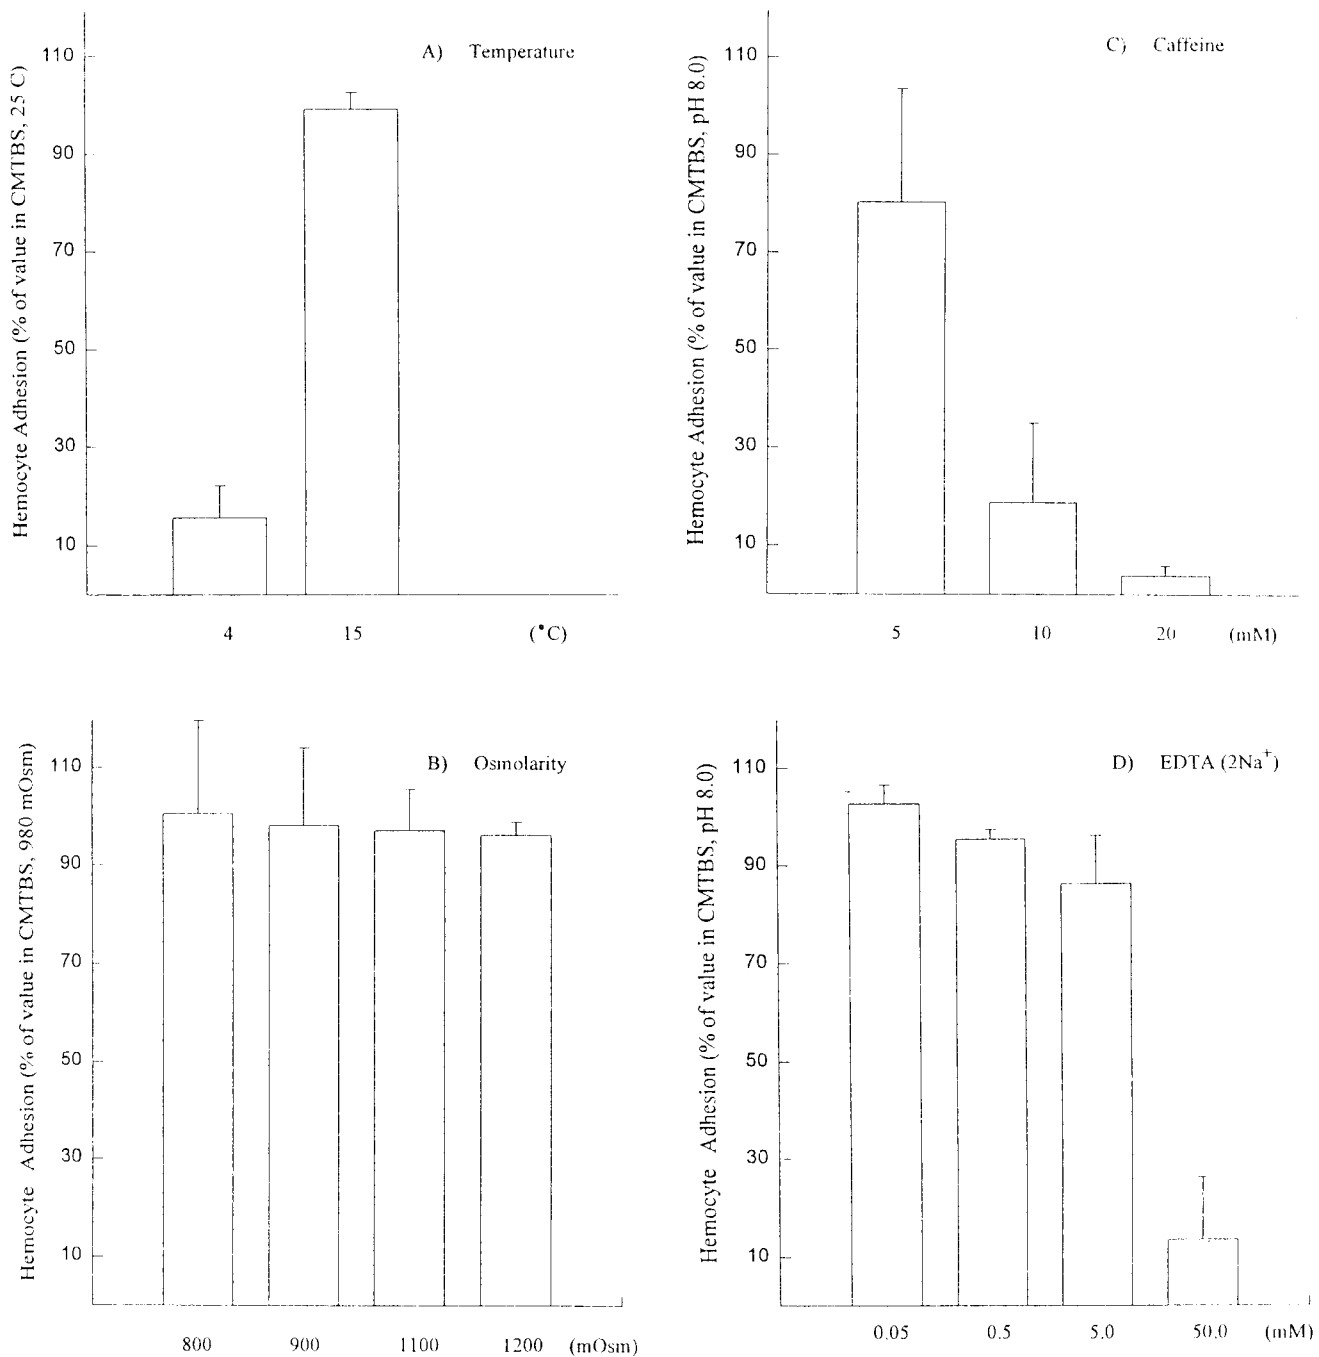 A) Temperature
Hemocyte Adhesion (% of value in CMTBS, 25 C)
110
90
70
50
30
10
4 15 (°C)
C) Caffeine
Hemocyte Adhesion (% of value in CMTBS, pH 8.0)
110
90
70
50
30
10
5 10 20 (mM)
B) Osmolarity
Hemocyte Adhesion (% of value in CMTBS, 980 mOsm)
110
90
70
50
30
10
800 900 1100 1200 (mOsm)
D) EDTA (2Na⁺)
Hemocyte Adhesion (% of value in CMTBS, pH 8.0)
110
90
70
50
30
10
0.05 0.5 5.0 50.0 (mM)